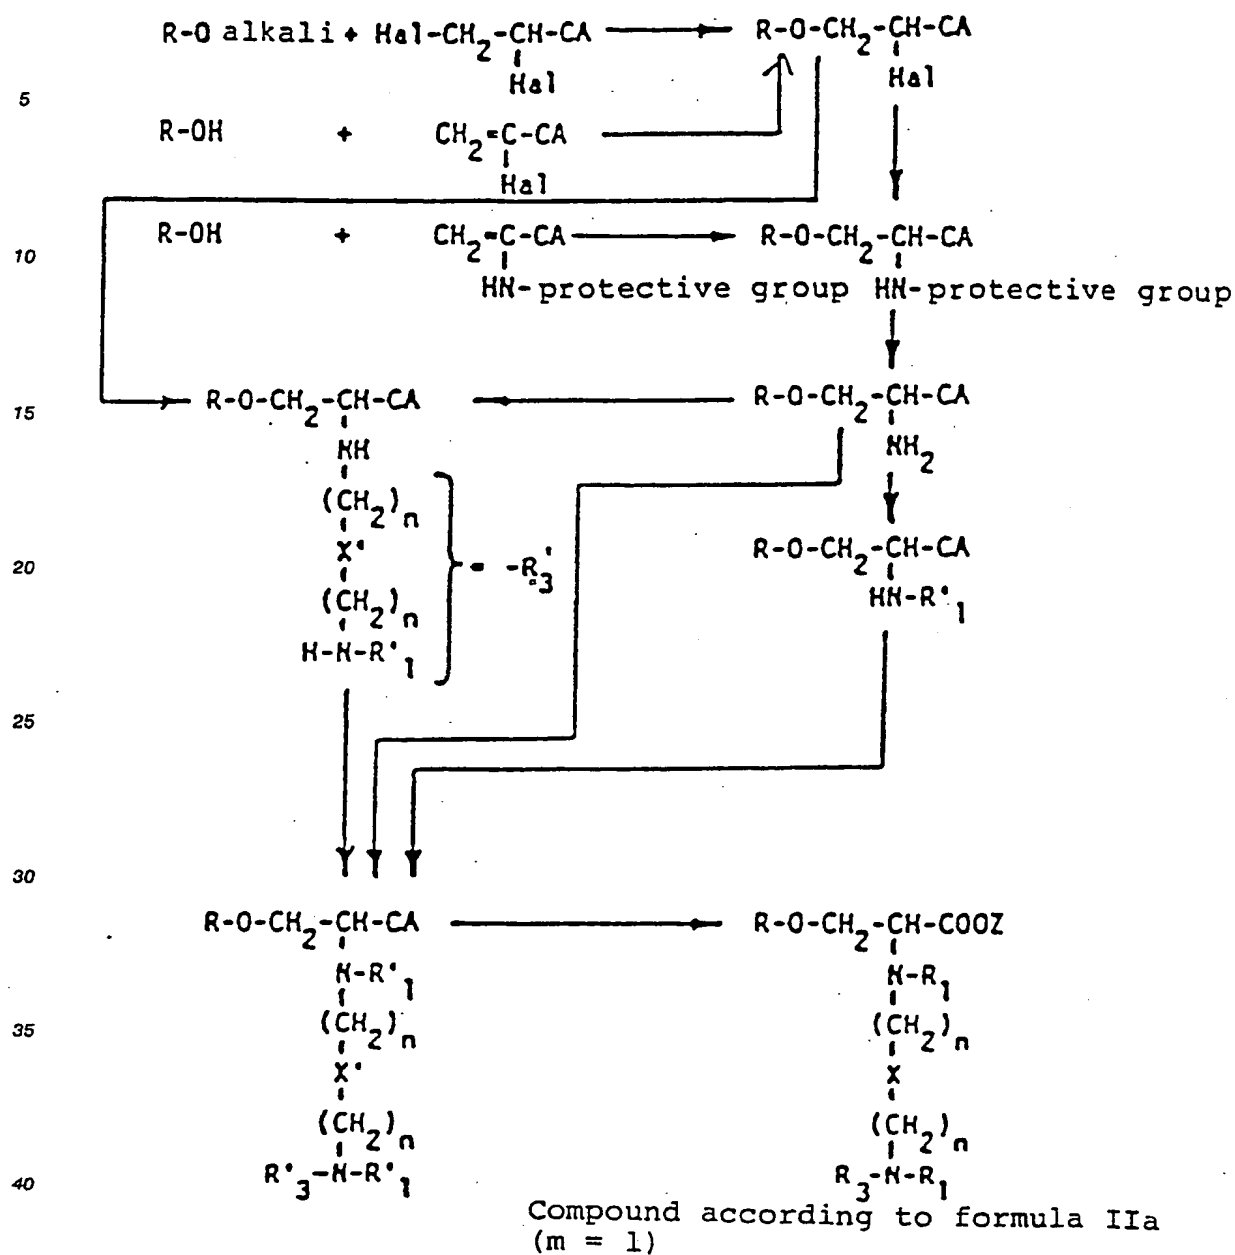 R-O alkali + Hal-CH2-CH-CA R-O-CH2-CH-CA
Hal Hal
5
R-OH + CH2=C-CA
Hal
R-OH + CH2=C-CA R-O-CH2-CH-CA
10
HN-protective group HN-protective group
R-O-CH2-CH-CA R-O-CH2-CH-CA
15
NH NH2
(CH2)n
X' R-O-CH2-CH-CA
20 = -R'3
(CH2)n HN-R'1
H-N-R'1
25
30
R-O-CH2-CH-CA R-O-CH2-CH-COOZ
N-R'1 N-R1
35 (CH2)n (CH2)n
X' X
(CH2)n (CH2)n
40 R'3-N-R'1 R3-N-R1
Compound according to formula IIa
(m = 1)